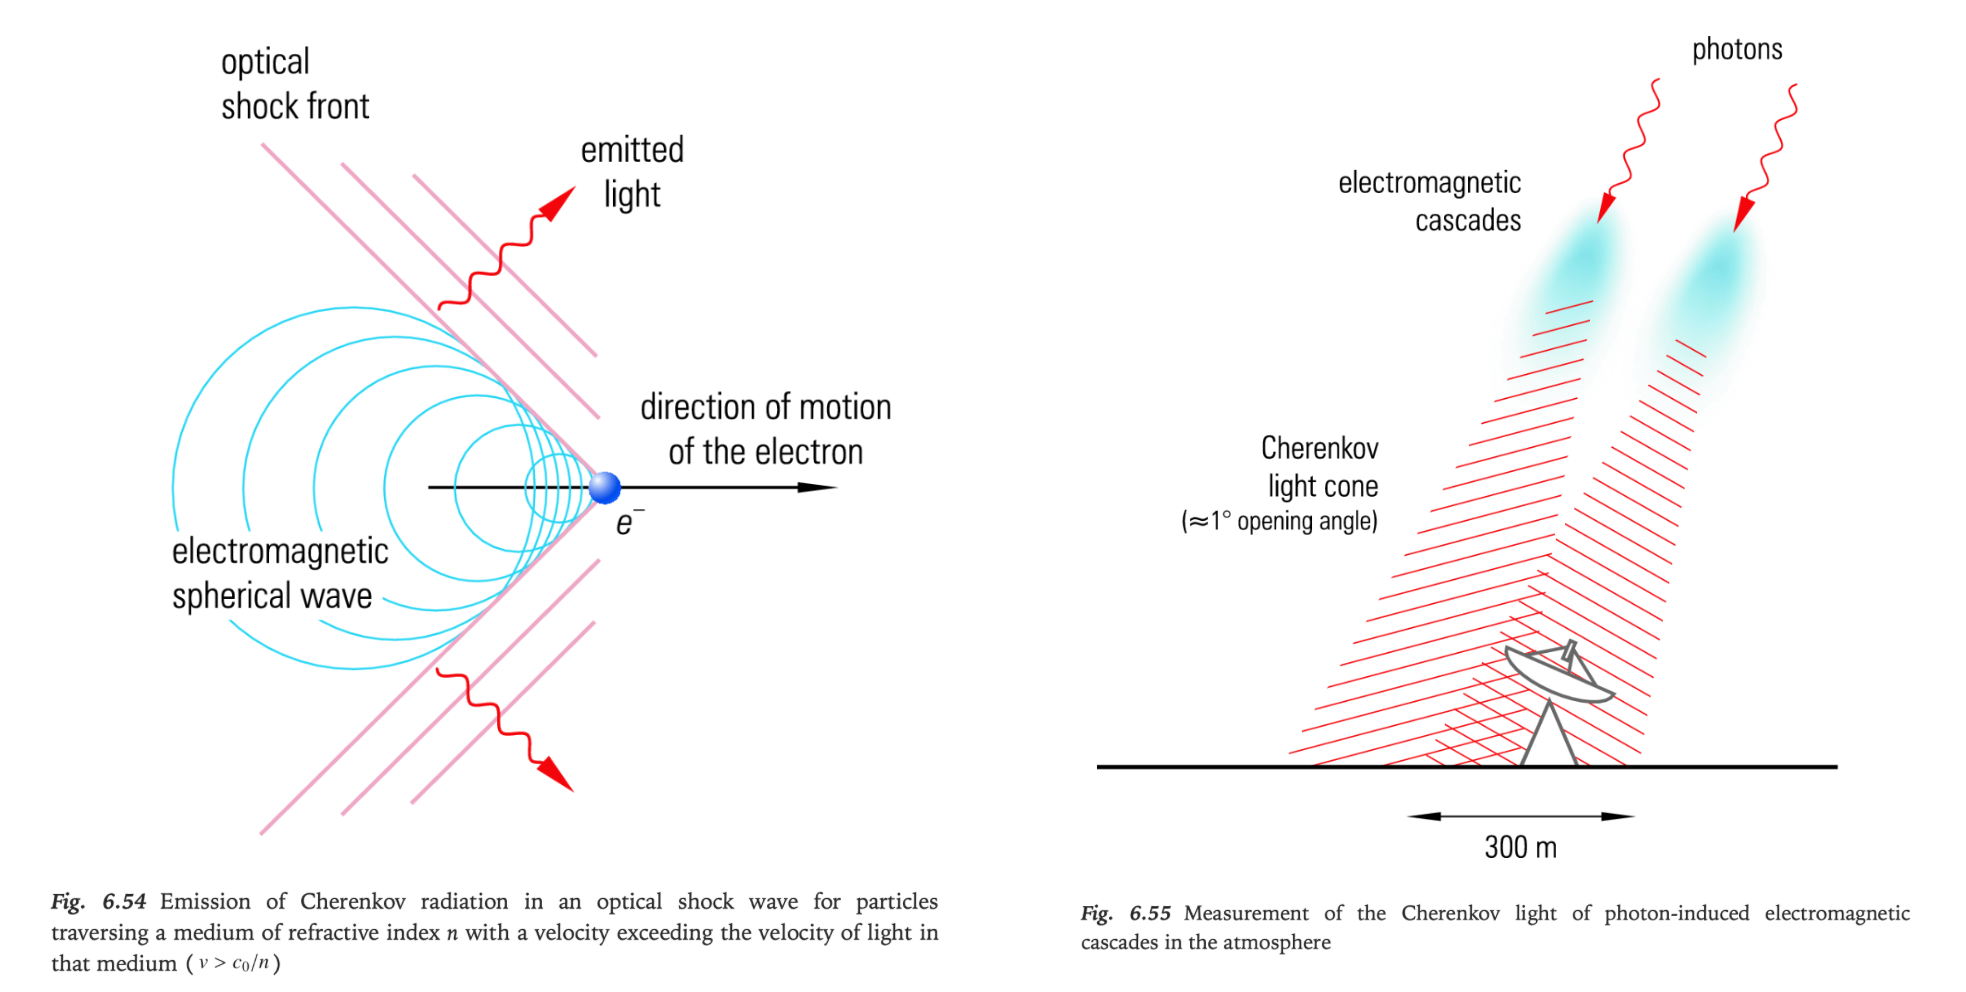 optical
shock front
emitted
light
direction of motion
of the electron
e⁻
electromagnetic
spherical wave
Fig. 6.54 Emission of Cherenkov radiation in an optical shock wave for particles
traversing a medium of refractive index n with a velocity exceeding the velocity of light in
that medium ( v > c₀/n )
photons
electromagnetic
cascades
Cherenkov
light cone
(≈1° opening angle)
300 m
Fig. 6.55 Measurement of the Cherenkov light of photon-induced electromagnetic
cascades in the atmosphere